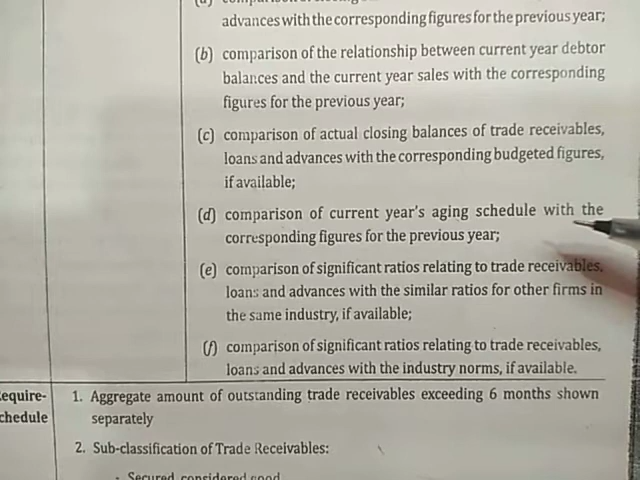 advances with the corresponding figures for the previous year;
(b) comparison of the relationship between current year debtor
balances and the current year sales with the corresponding
figures for the previous year;
(c) comparison of actual closing balances of trade receivables,
loans and advances with the corresponding budgeted figures,
if available;
(d) comparison of current year's aging schedule with the
corresponding figures for the previous year;
(e) comparison of significant ratios relating to trade receivables,
loans and advances with the similar ratios for other firms in
the same industry, if available;
(f) comparison of significant ratios relating to trade receivables,
loans and advances with the industry norms, if available.
equire- 1. Aggregate amount of outstanding trade receivables exceeding 6 months shown
chedule separately
2. Sub-classification of Trade Receivables:
- Secured, considered good